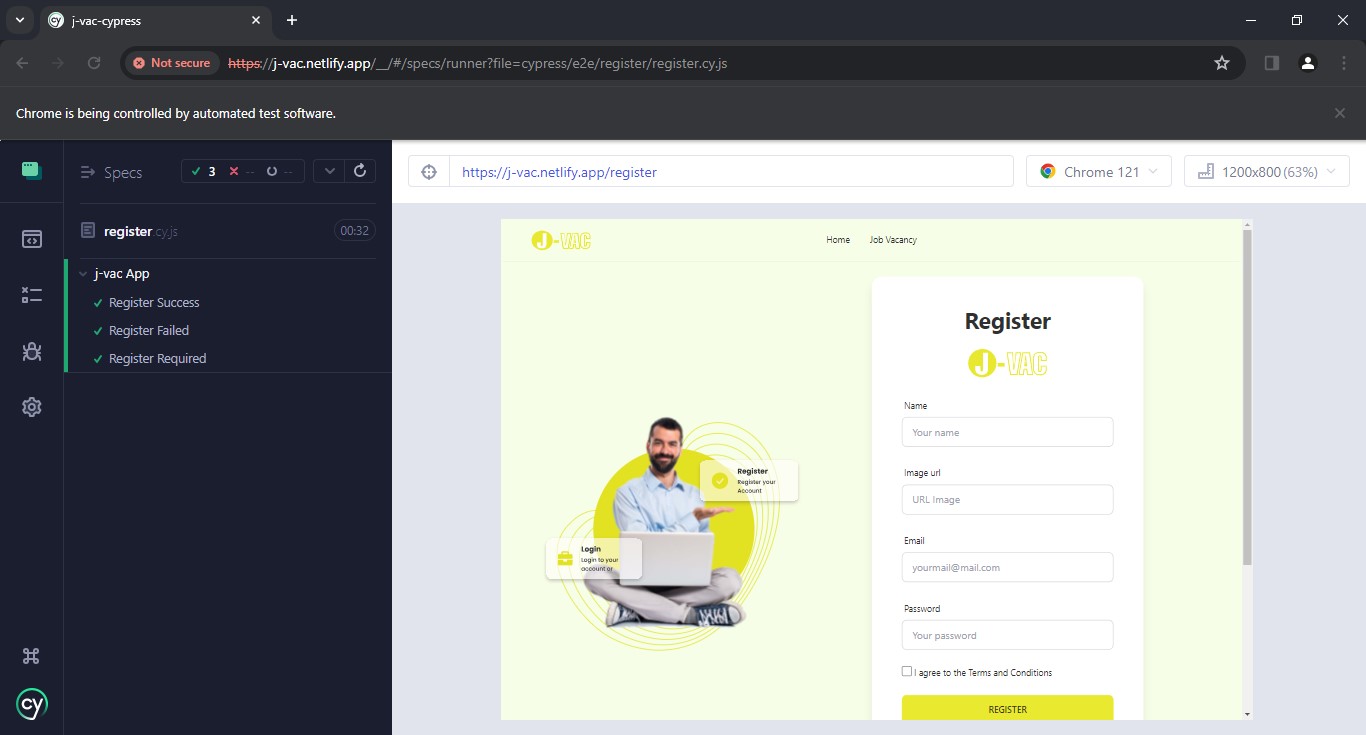 j-vac-cypress
Not secure https://j-vac.netlify.app/__/#/specs/runner?file=cypress/e2e/register/register.cy.js
Chrome is being controlled by automated test software.
Specs 3 -- --
https://j-vac.netlify.app/register
Chrome 121
1200x800 (63%)
register.cy.js 00:32
j-vac App
Register Success
Register Failed
Register Required
cy
J-VAC
Home Job Vacancy
Register
Register your
Account
Login
Login to your
account or
Register
J-VAC
Name
Your name
Image url
URL Image
Email
yourmail@mail.com
Password
Your password
I agree to the Terms and Conditions
REGISTER